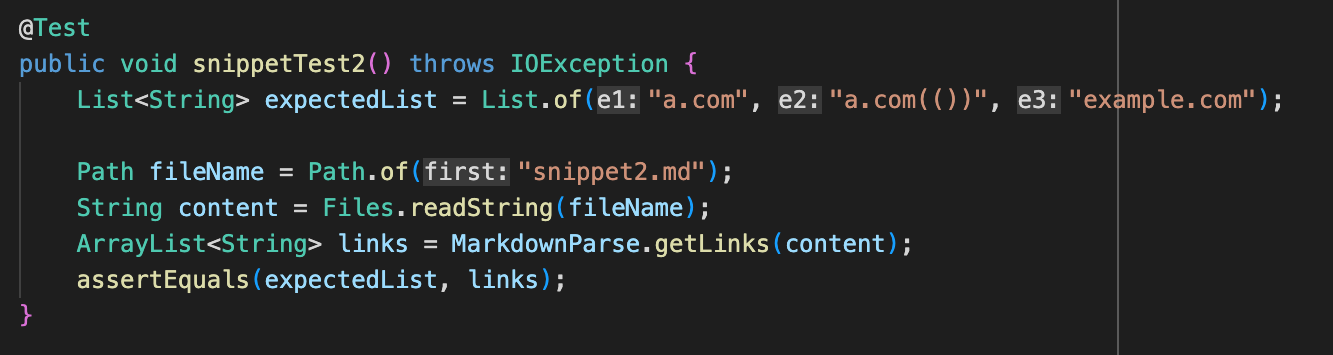 @Test
public void snippetTest2() throws IOException {
    List<String> expectedList = List.of(e1: "a.com", e2: "a.com(())", e3: "example.com");
    Path fileName = Path.of(first: "snippet2.md");
    String content = Files.readString(fileName);
    ArrayList<String> links = MarkdownParse.getLinks(content);
    assertEquals(expectedList, links);
}